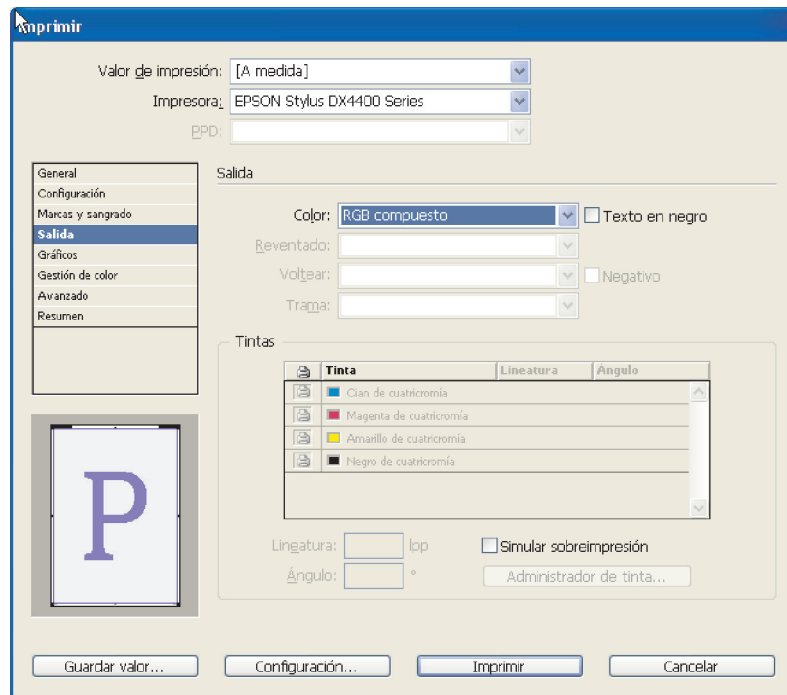 Imprimir
Valor de impresión: [A medida]
Impresora: EPSON Stylus DX4400 Series
PPD:
General
Configuración
Marcas y sangrado
Salida
Gráficos
Gestión de color
Avanzado
Resumen
Salida
Color: RGB compuesto Texto en negro
Reventado:
Voltear: Negativo
Trama:
Tintas
Tinta Lineatura Ángulo
Cian de cuatricromía
Magenta de cuatricromía
Amarillo de cuatricromía
Negro de cuatricromía
P
Lineatura: lpp Simular sobreimpresión
Ángulo: ° Administrador de tinta...
Guardar valor... Configuración... Imprimir Cancelar